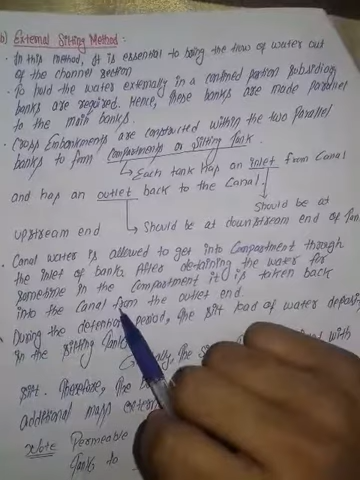 b) External Silting Method :-
· In this method, It is essential to bring the flow of water out
of the channel section
· To hold the water externally in a confined portion subsidiary
banks are required. Hence, these banks are made parallel
to the main banks.
· Cross Embankments are constructed within the two parallel
banks to form compartments or silting tank.
→ Each tank has an inlet from Canal
and has an outlet back to the Canal
Should be at
upstream end → Should be at downstream end of
· Canal water is allowed to get into Compartment through
the inlet of bank. After detaining the water for
sometime in the Compartment it is taken back
into the Canal from the outlet end.
During the detention period, the silt load of water
in the silting
the
with
silt. Therefore, the
additional
Note Permeable
to